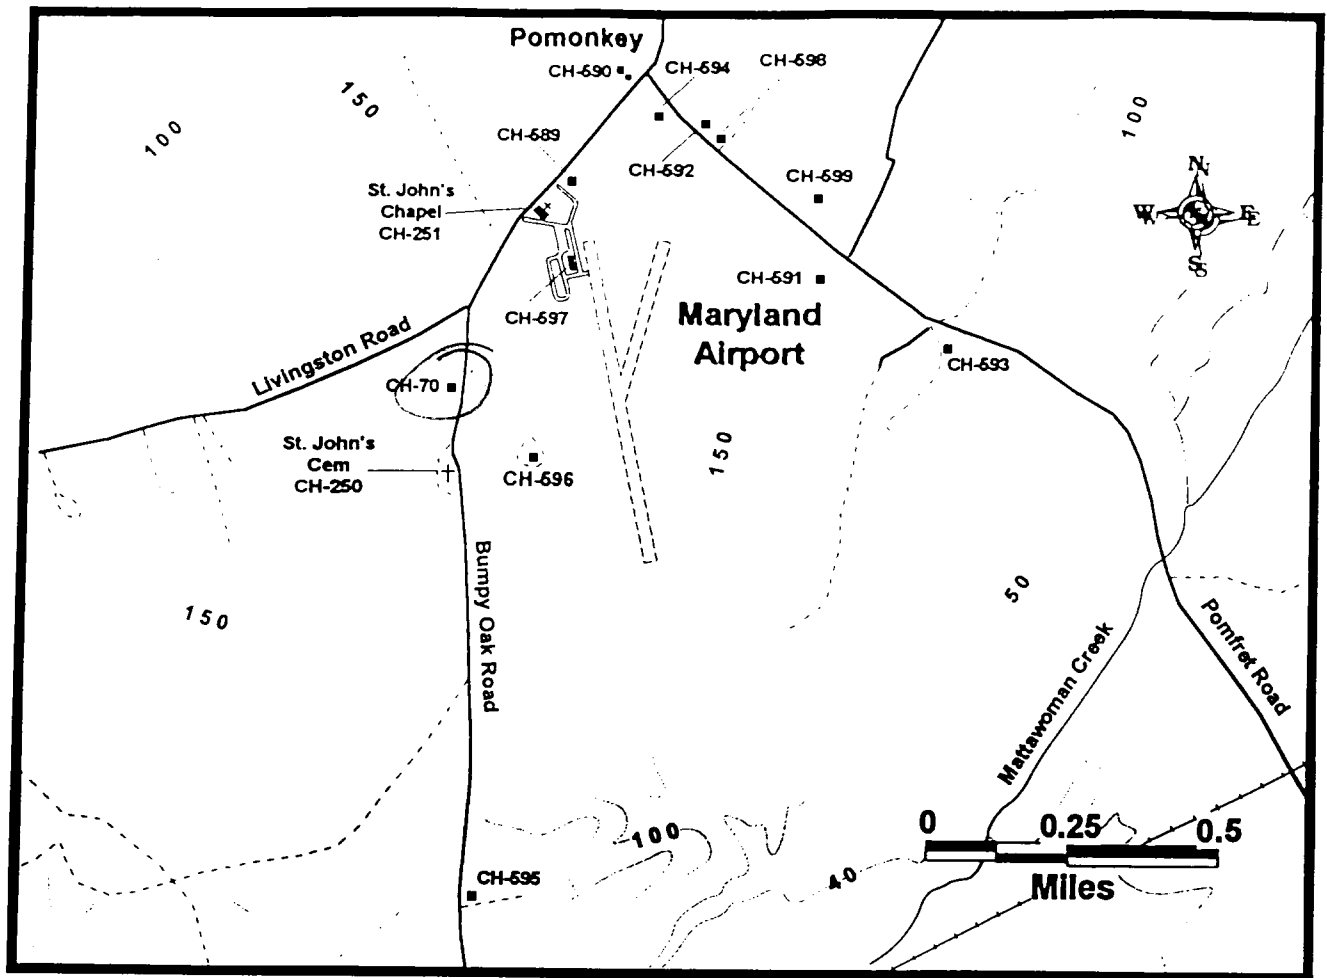 Pomonkey
CH-590
CH-594
CH-598
150
100
100
CH-589
CH-592
CH-599
St. John's
Chapel
CH-251
N
W
E
S
CH-591
CH-597
Maryland
Airport
Livingston Road
CH-593
CH-70
St. John's
Cem
CH-250
CH-596
150
Bumpy Oak Road
50
150
Pomfret Road
Mattawoman Creek
100
0
0.25
0.5
Miles
40
CH-595